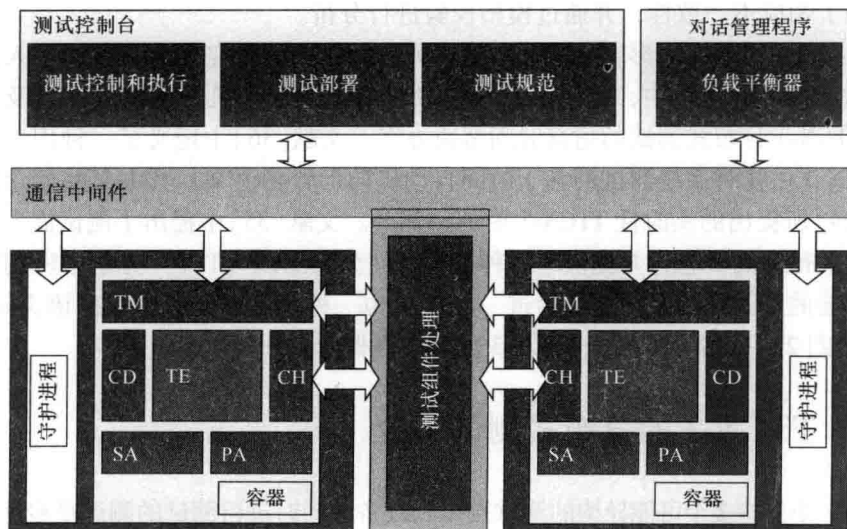 测试控制台
对话管理程序
测试控制和执行
测试部署
测试规范
负载平衡器
通信中间件
TM
CD
TE
CH
SA
PA
容器
守护进程
测试组件处理
TM
CH
TE
CD
SA
PA
容器
守护进程